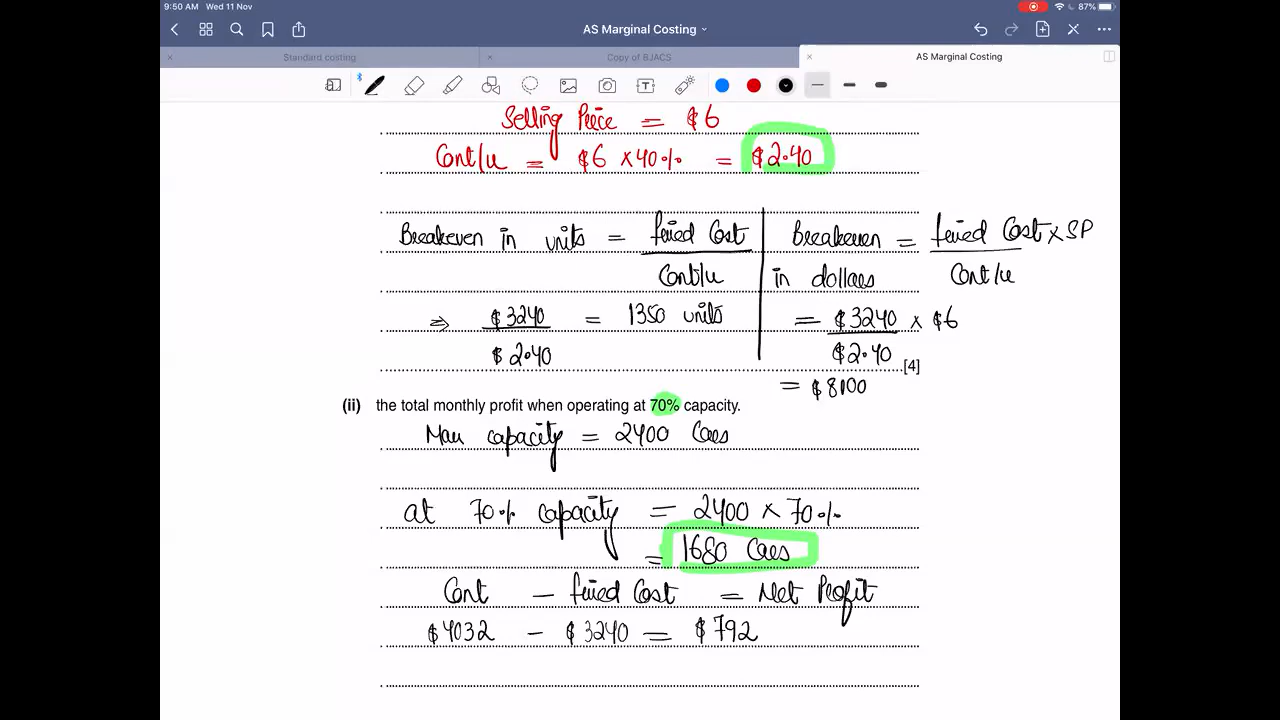 9:50 AM Wed 11 Nov
87%
AS Marginal Costing
Standard costing
Copy of BJACS
AS Marginal Costing
Selling Price = $6
Cont/u = $6 × 40% = $2.40
Breakeven in units = fixed Cost / Cont/u
⇒ $3240 / $2.40 = 1350 units
Breakeven in dollars = fixed Cost × SP / Cont/u
= $3240 / $2.40 × $6
= $8100
[4]
(ii) the total monthly profit when operating at 70% capacity.
Max capacity = 2400 Cars
at 70% capacity = 2400 × 70%
= 1680 Cars
Cont – fixed Cost = Net Profit
$4032 – $3240 = $792